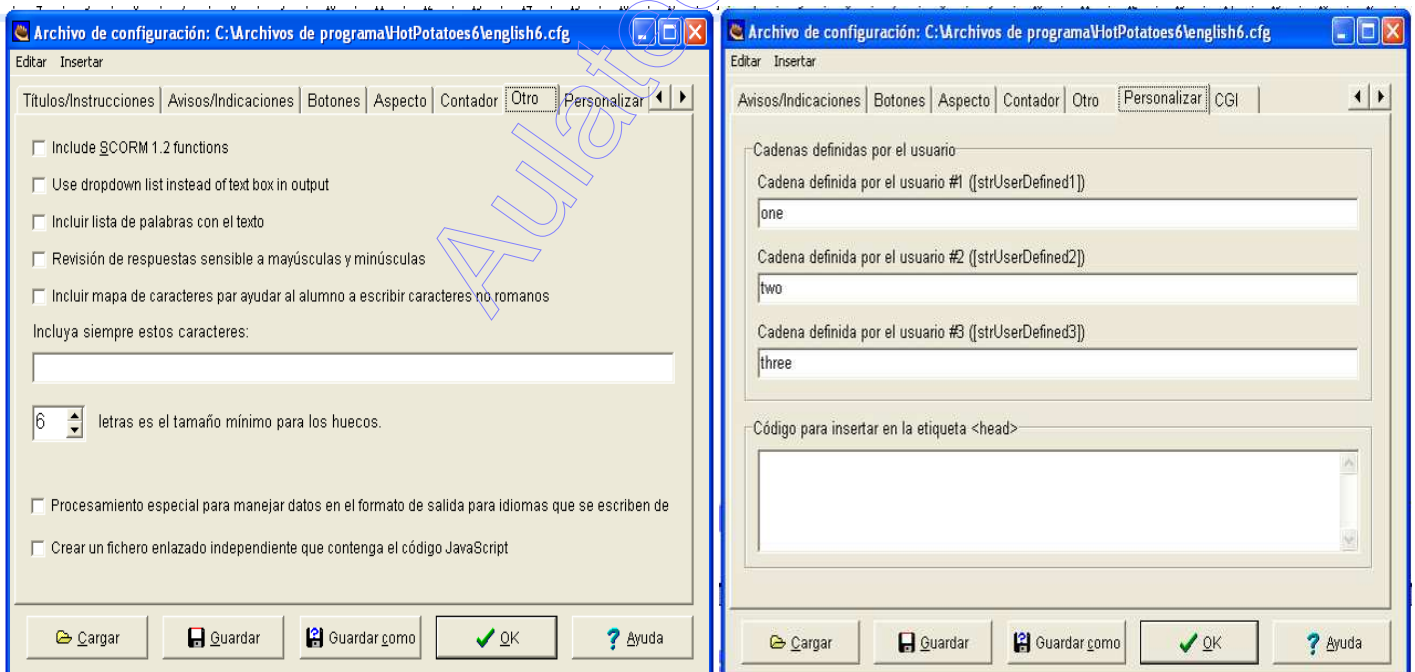 Archivo de configuración: C:\Archivos de programa\HotPotatoes6\english6.cfg
Editar Insertar
Títulos/Instrucciones Avisos/Indicaciones Botones Aspecto Contador Otro Personalizar
Include SCORM 1.2 functions
Use dropdown list instead of text box in output
Incluir lista de palabras con el texto
Revisión de respuestas sensible a mayúsculas y minúsculas
Incluir mapa de caracteres par ayudar al alumno a escribir caracteres no romanos
Incluya siempre estos caracteres:
6 letras es el tamaño mínimo para los huecos.
Procesamiento especial para manejar datos en el formato de salida para idiomas que se escriben de
Crear un fichero enlazado independiente que contenga el código JavaScript
Cargar Guardar Guardar como OK Ayuda
Archivo de configuración: C:\Archivos de programa\HotPotatoes6\english6.cfg
Editar Insertar
Avisos/Indicaciones Botones Aspecto Contador Otro Personalizar CGI
Cadenas definidas por el usuario
Cadena definida por el usuario #1 ([strUserDefined1])
one
Cadena definida por el usuario #2 ([strUserDefined2])
two
Cadena definida por el usuario #3 ([strUserDefined3])
three
Código para insertar en la etiqueta <head>
Cargar Guardar Guardar como OK Ayuda